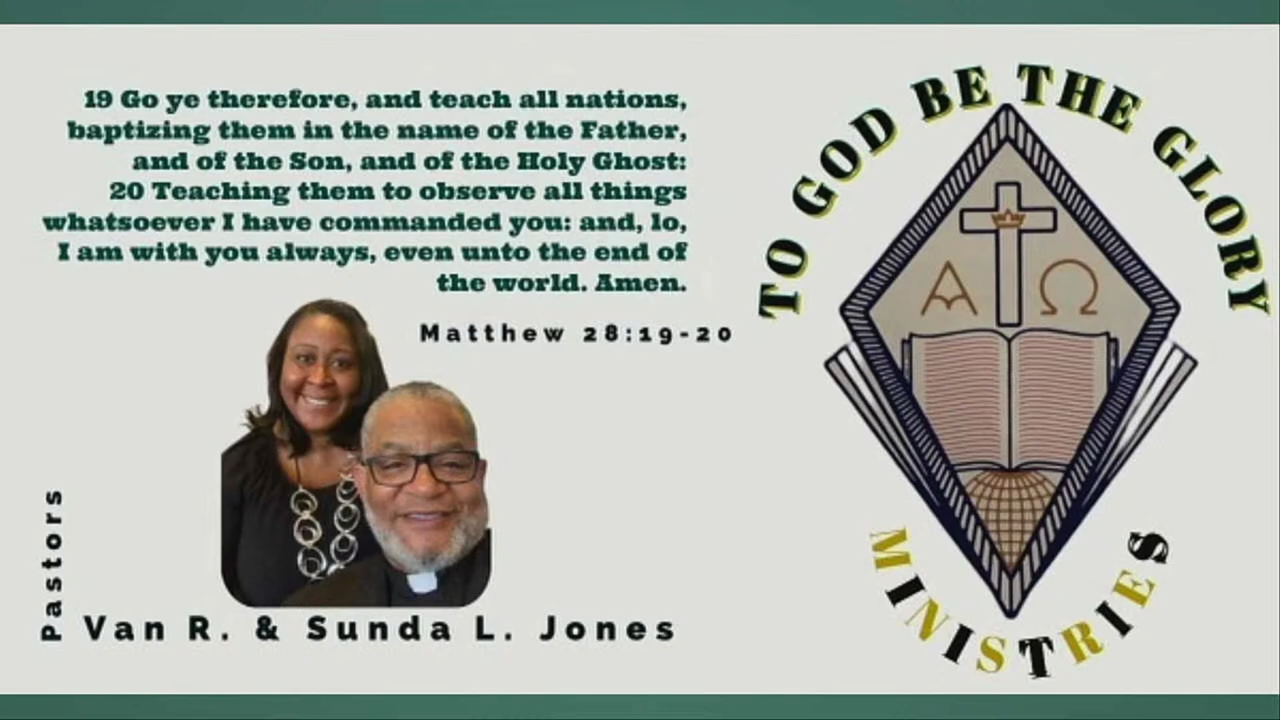 19 Go ye therefore, and teach all nations,
baptizing them in the name of the Father,
and of the Son, and of the Holy Ghost:
20 Teaching them to observe all things
whatsoever I have commanded you: and, lo,
I am with you always, even unto the end of
the world. Amen.
Matthew 28:19-20
Pastors
Van R. & Sunda L. Jones
TO GOD BE THE GLORY
Α Ω
MINISTRIES